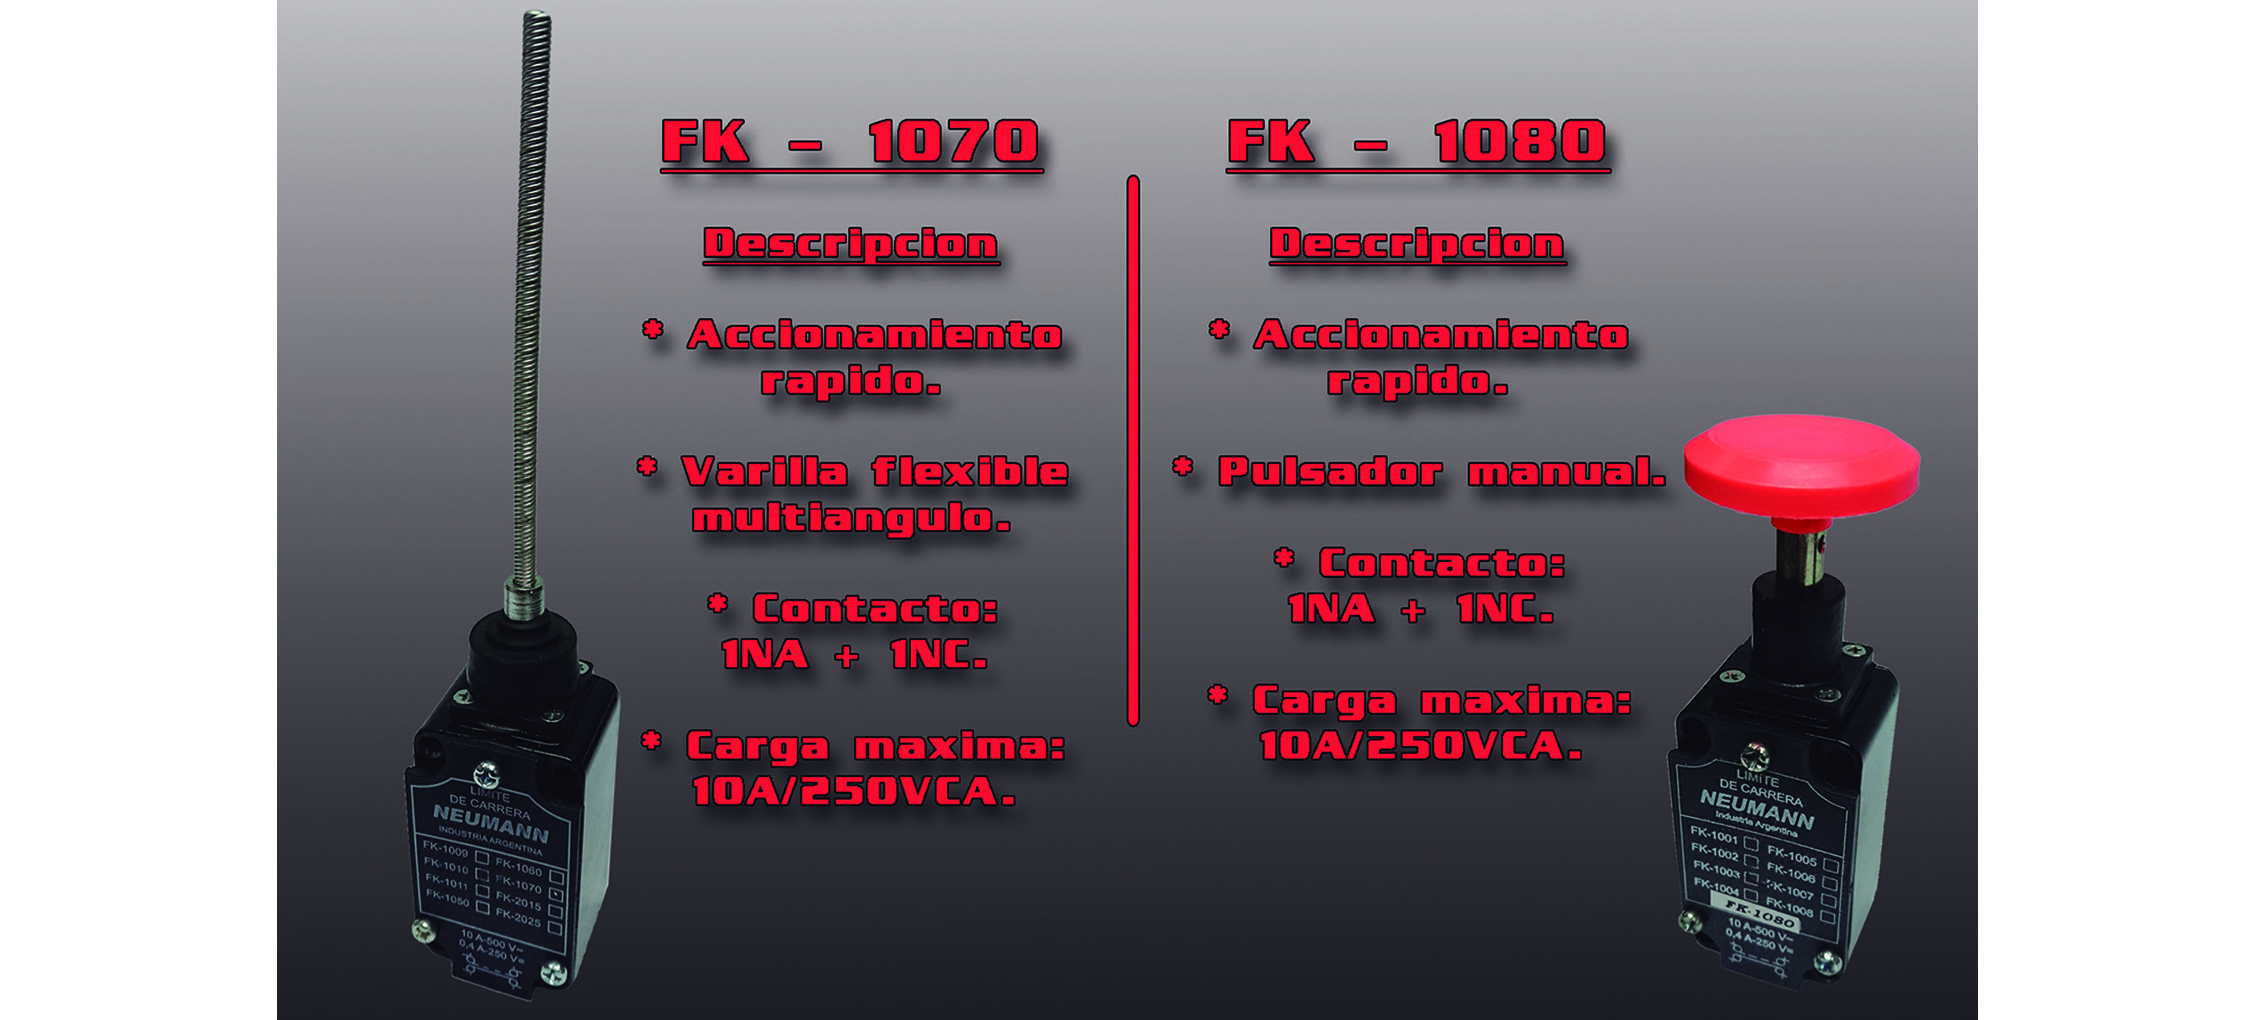 FK - 1070
Descripcion
* Accionamiento
rapido.
* Varilla flexible
multiangulo.
* Contacto:
1NA + 1NC.
* Carga maxima:
10A/250VCA.
FK - 1080
Descripcion
* Accionamiento
rapido.
* Pulsador manual.
* Contacto:
1NA + 1NC.
* Carga maxima:
10A/250VCA.
LIMITE
DE CARRERA
NEUMANN
INDUSTRIA ARGENTINA
FK-1009 FK-1060
FK-1010 FK-1070
FK-1011 FK-2015
FK-1050 FK-2025
10 A-500 V~
0,4 A-250 V=
LIMITE
DE CARRERA
NEUMANN
Industria Argentina
FK-1001 FK-1005
FK-1002 FK-1006
FK-1003 FK-1007
FK-1004 FK-1008
FK-1080
10 A-500 V~
0,4 A-250 V=